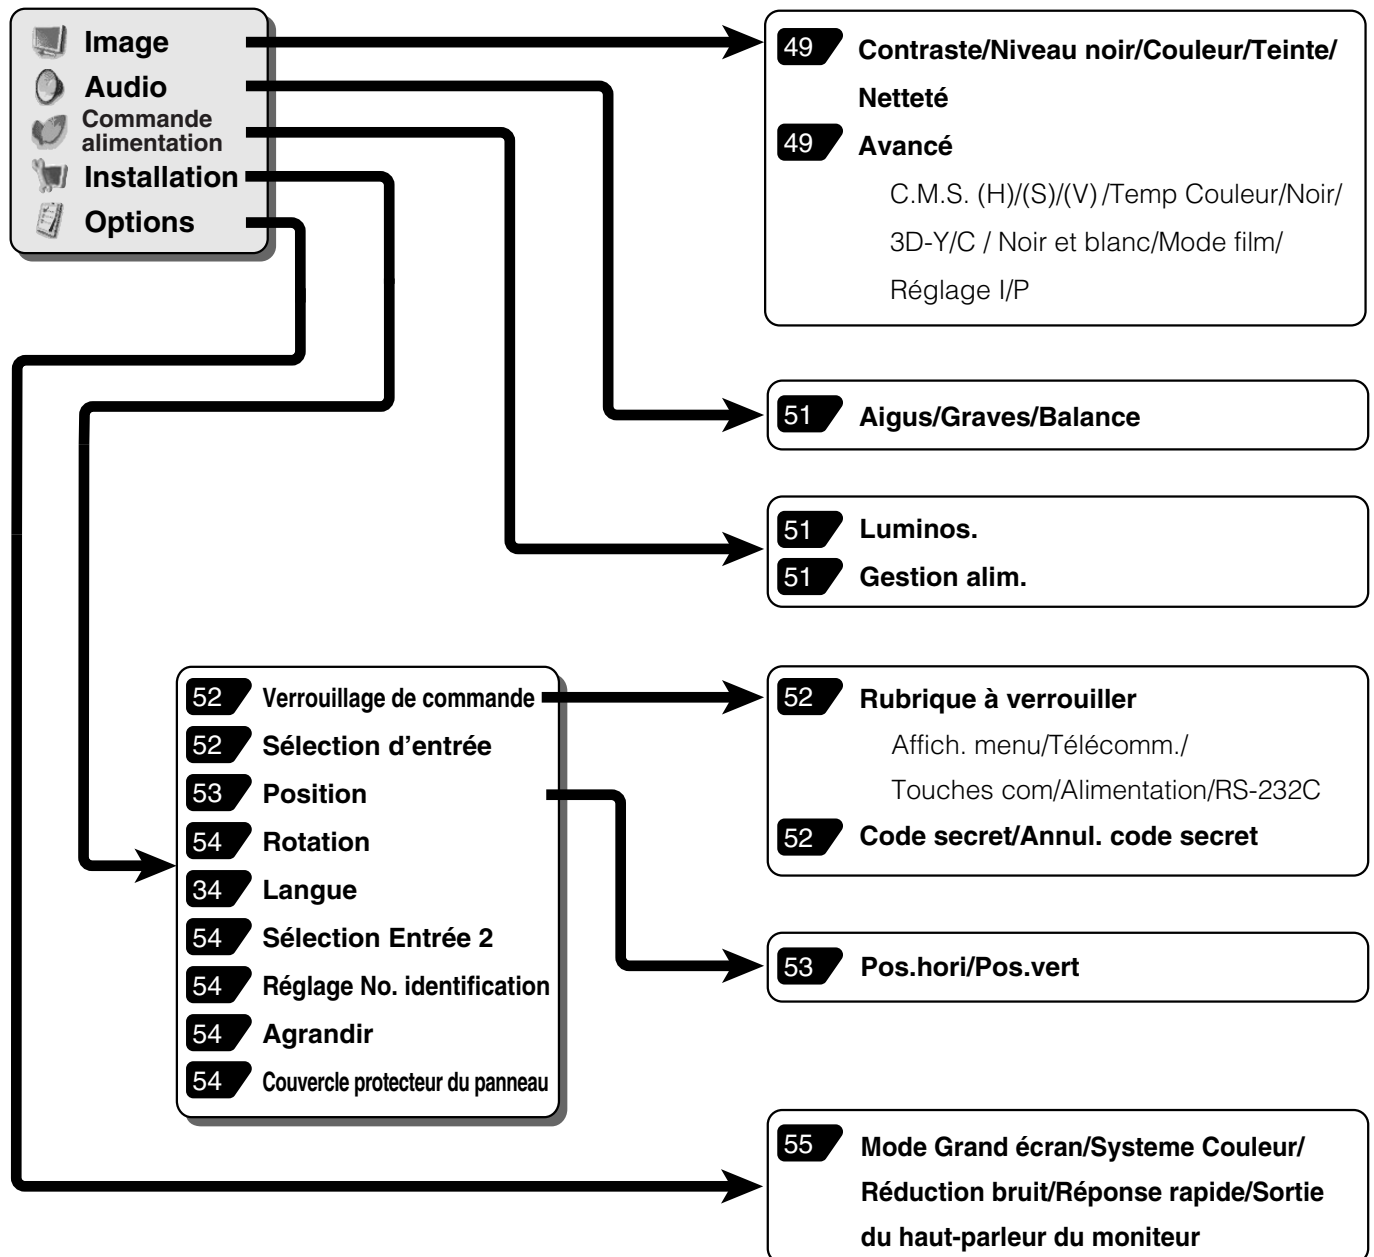 Image
Audio
Commande
alimentation
Installation
Options
49 Contraste/Niveau noir/Couleur/Teinte/
Netteté
49 Avancé
C.M.S. (H)/(S)/(V) /Temp Couleur/Noir/
3D-Y/C / Noir et blanc/Mode film/
Réglage I/P
51 Aigus/Graves/Balance
51 Luminos.
51 Gestion alim.
52 Verrouillage de commande
52 Sélection d'entrée
53 Position
54 Rotation
34 Langue
54 Sélection Entrée 2
54 Réglage No. identification
54 Agrandir
54 Couvercle protecteur du panneau
52 Rubrique à verrouiller
Affich. menu/Télécomm./
Touches com/Alimentation/RS-232C
52 Code secret/Annul. code secret
53 Pos.hori/Pos.vert
55 Mode Grand écran/Systeme Couleur/
Réduction bruit/Réponse rapide/Sortie
du haut-parleur du moniteur